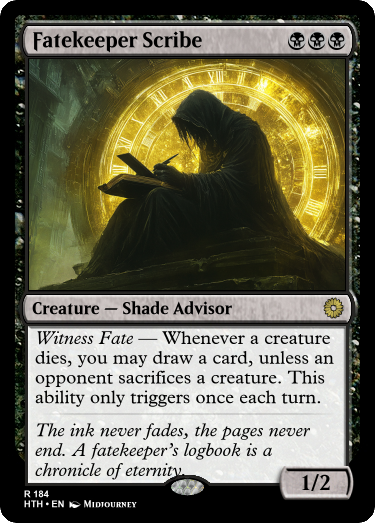 Fatekeeper Scribe
Creature — Shade Advisor
Witness Fate — Whenever a creature
dies, you may draw a card, unless an
opponent sacrifices a creature. This
ability only triggers once each turn.
The ink never fades, the pages never
end. A fatekeeper's logbook is a
chronicle of eternity.
1/2
R 184
HTH • EN Midjourney